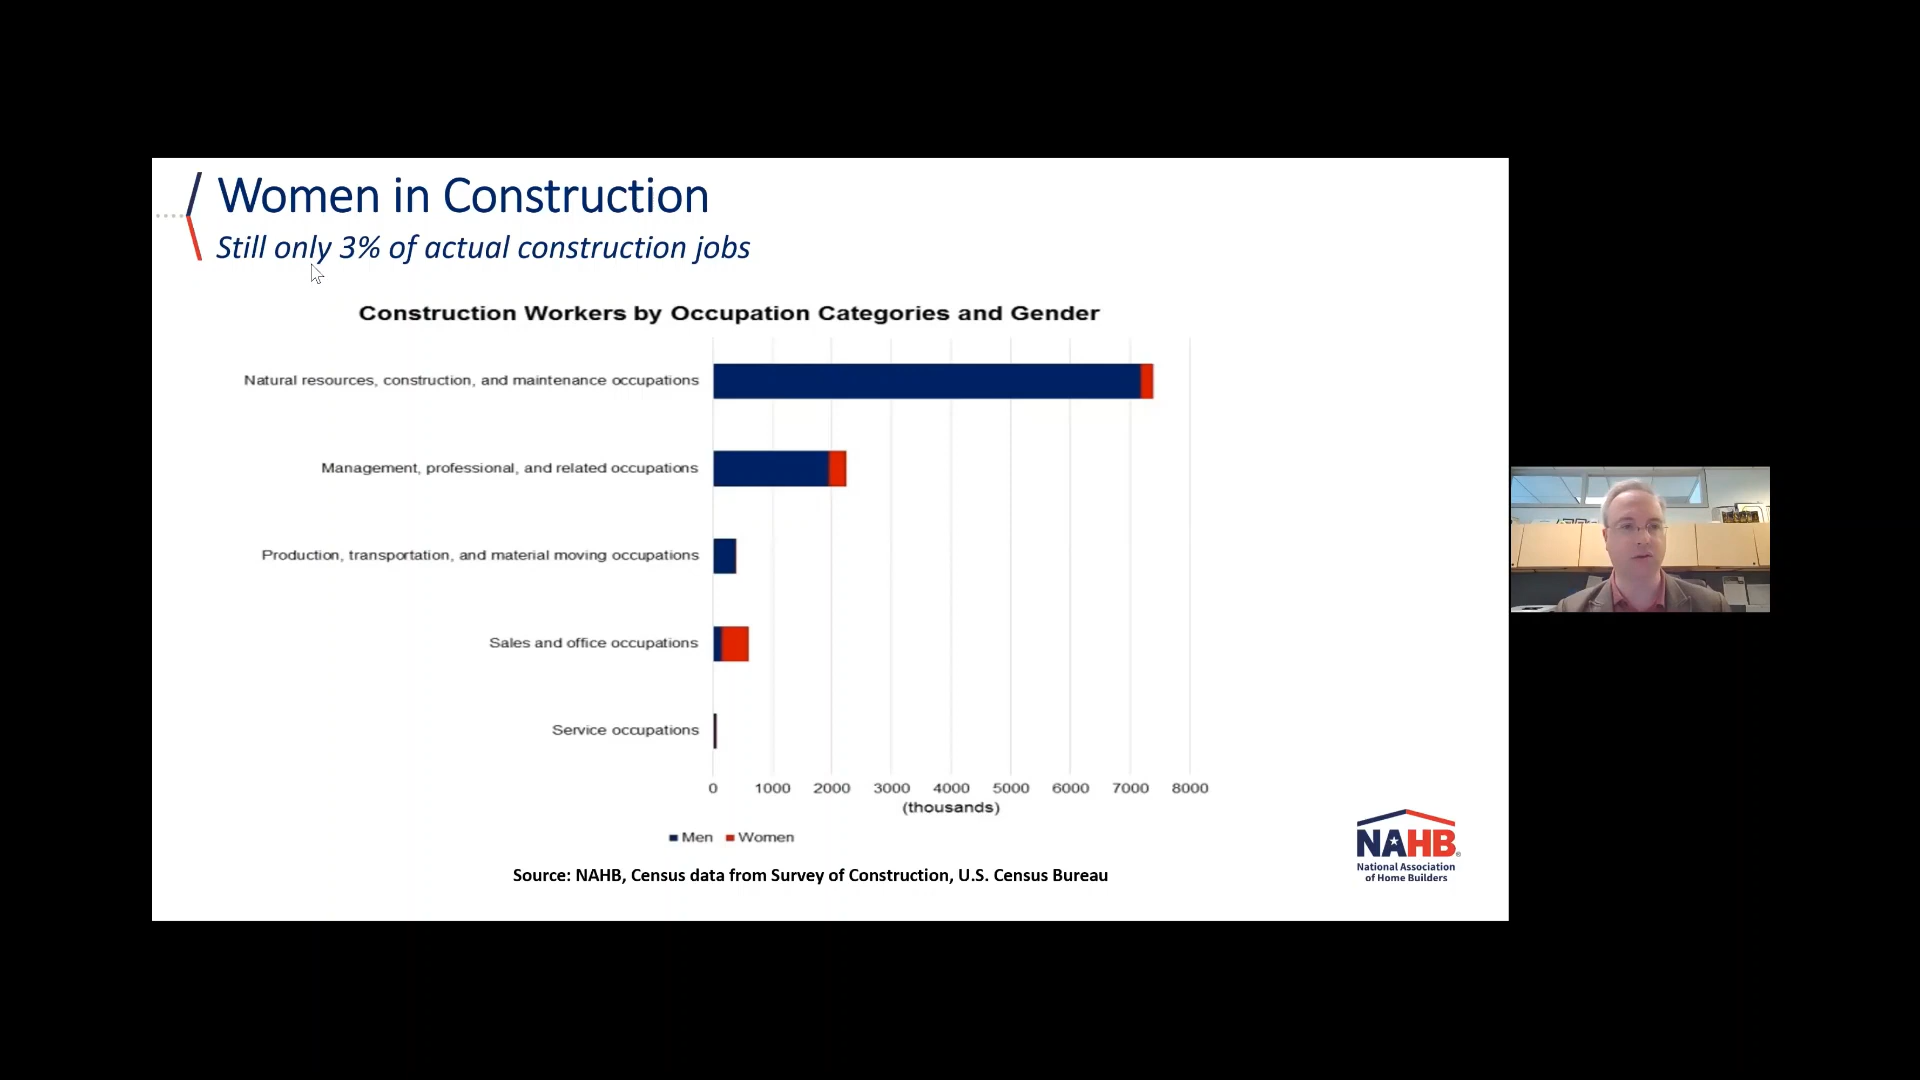 Women in Construction
Still only 3% of actual construction jobs
Construction Workers by Occupation Categories and Gender
Natural resources, construction, and maintenance occupations
Management, professional, and related occupations
Production, transportation, and material moving occupations
Sales and office occupations
Service occupations
0 1000 2000 3000 4000 5000 6000 7000 8000
(thousands)
Men Women
Source: NAHB, Census data from Survey of Construction, U.S. Census Bureau
NAHB®
National Association
of Home Builders